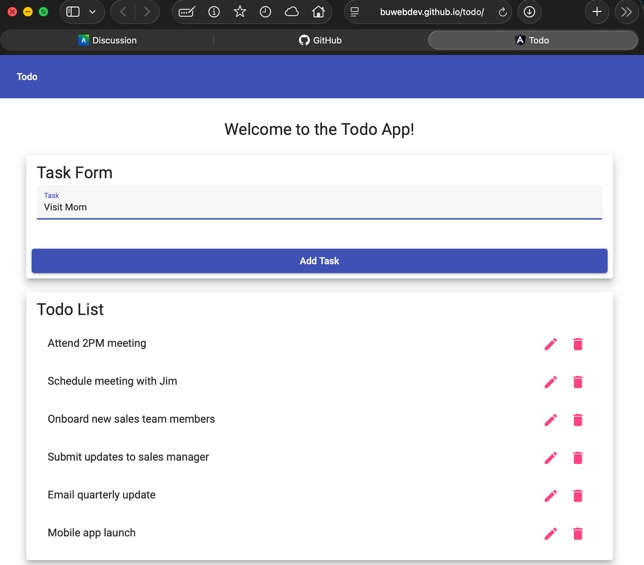 buwebdev.github.io/todo/
Discussion
GitHub
Todo
Todo
Welcome to the Todo App!
Task Form
Task
Visit Mom
Add Task
Todo List
Attend 2PM meeting
Schedule meeting with Jim
Onboard new sales team members
Submit updates to sales manager
Email quarterly update
Mobile app launch